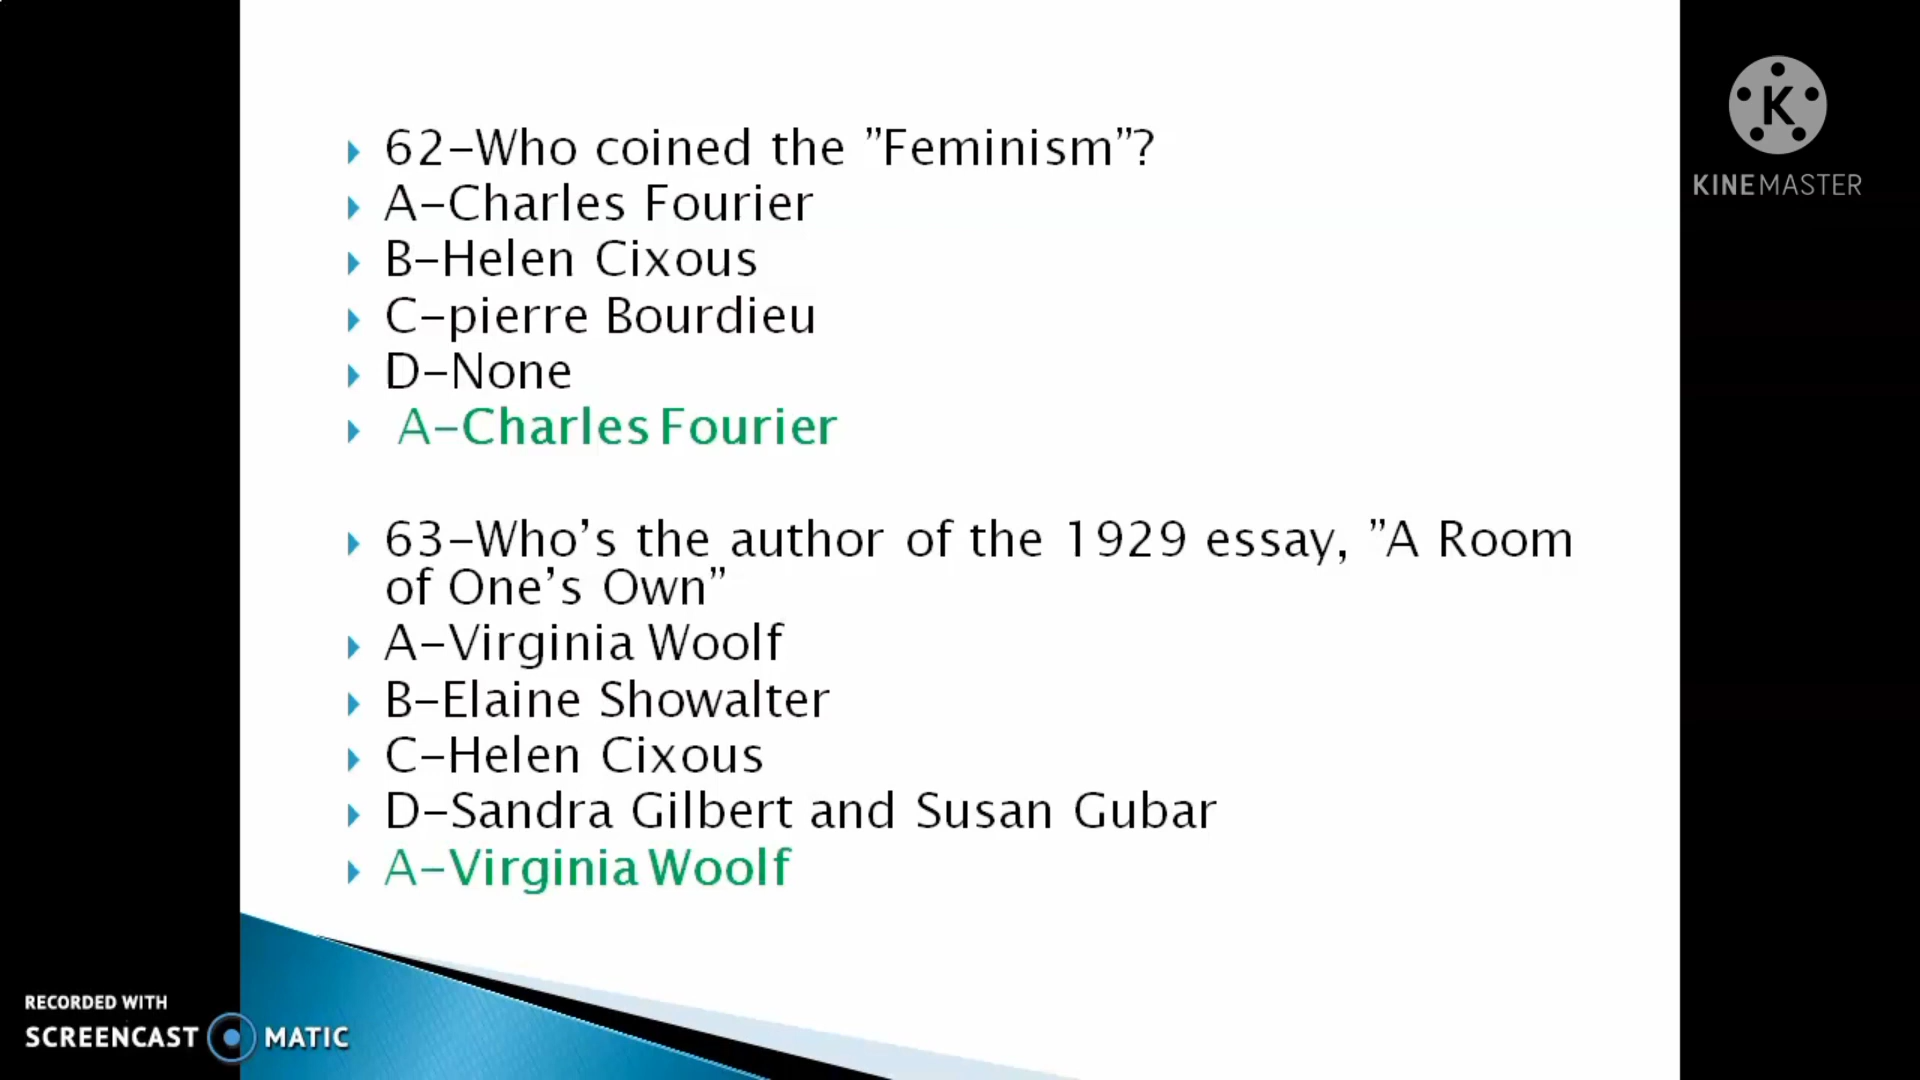 62-Who coined the ”Feminism”?
A-Charles Fourier
B-Helen Cixous
C-pierre Bourdieu
D-None
A-Charles Fourier
63-Who’s the author of the 1929 essay, ”A Room
of One’s Own”
A-Virginia Woolf
B-Elaine Showalter
C-Helen Cixous
D-Sandra Gilbert and Susan Gubar
A-Virginia Woolf
K
KINEMASTER
RECORDED WITH
SCREENCAST MATIC